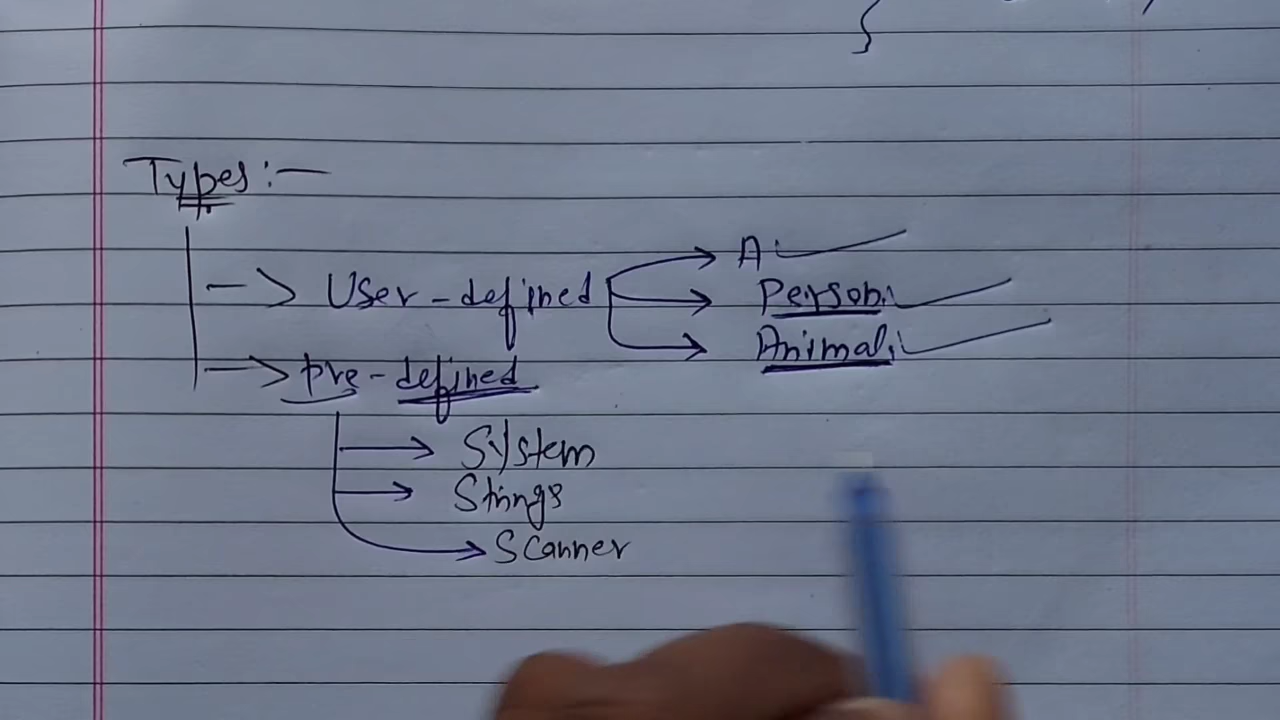 Types :-
-> User-defined -> A
-> Person
-> Animal
-> pre-defined
-> System
-> Strings
-> Scanner